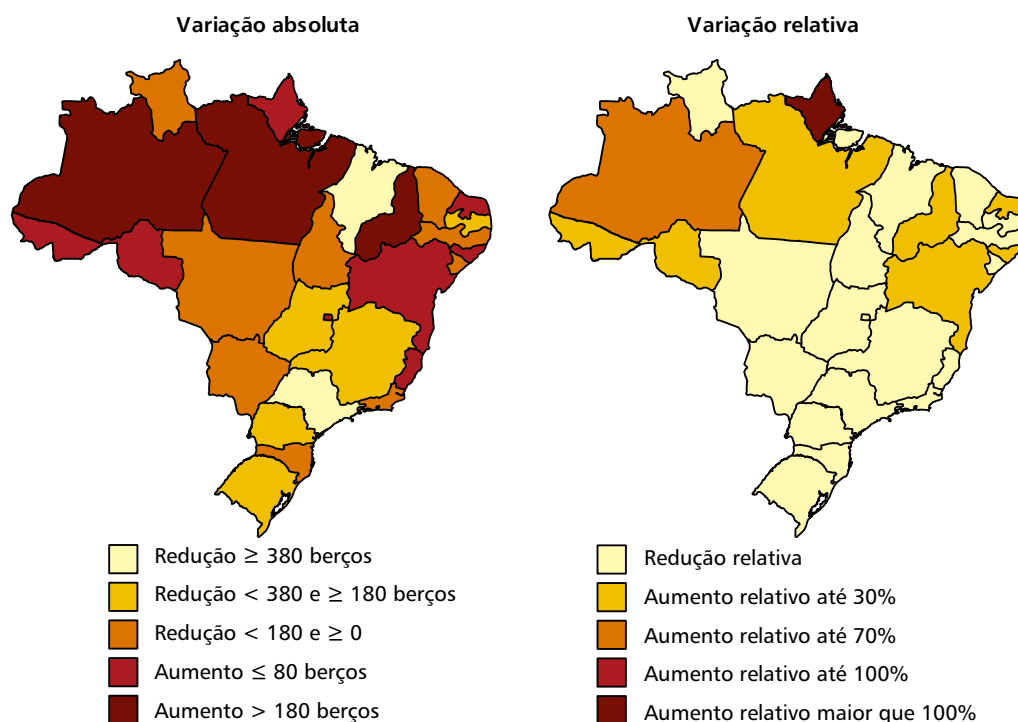 Variação absoluta
Redução ≥ 380 berços
Redução < 380 e ≥ 180 berços
Redução < 180 e ≥ 0
Aumento ≤ 80 berços
Aumento > 180 berços
Variação relativa
Redução relativa
Aumento relativo até 30%
Aumento relativo até 70%
Aumento relativo até 100%
Aumento relativo maior que 100%